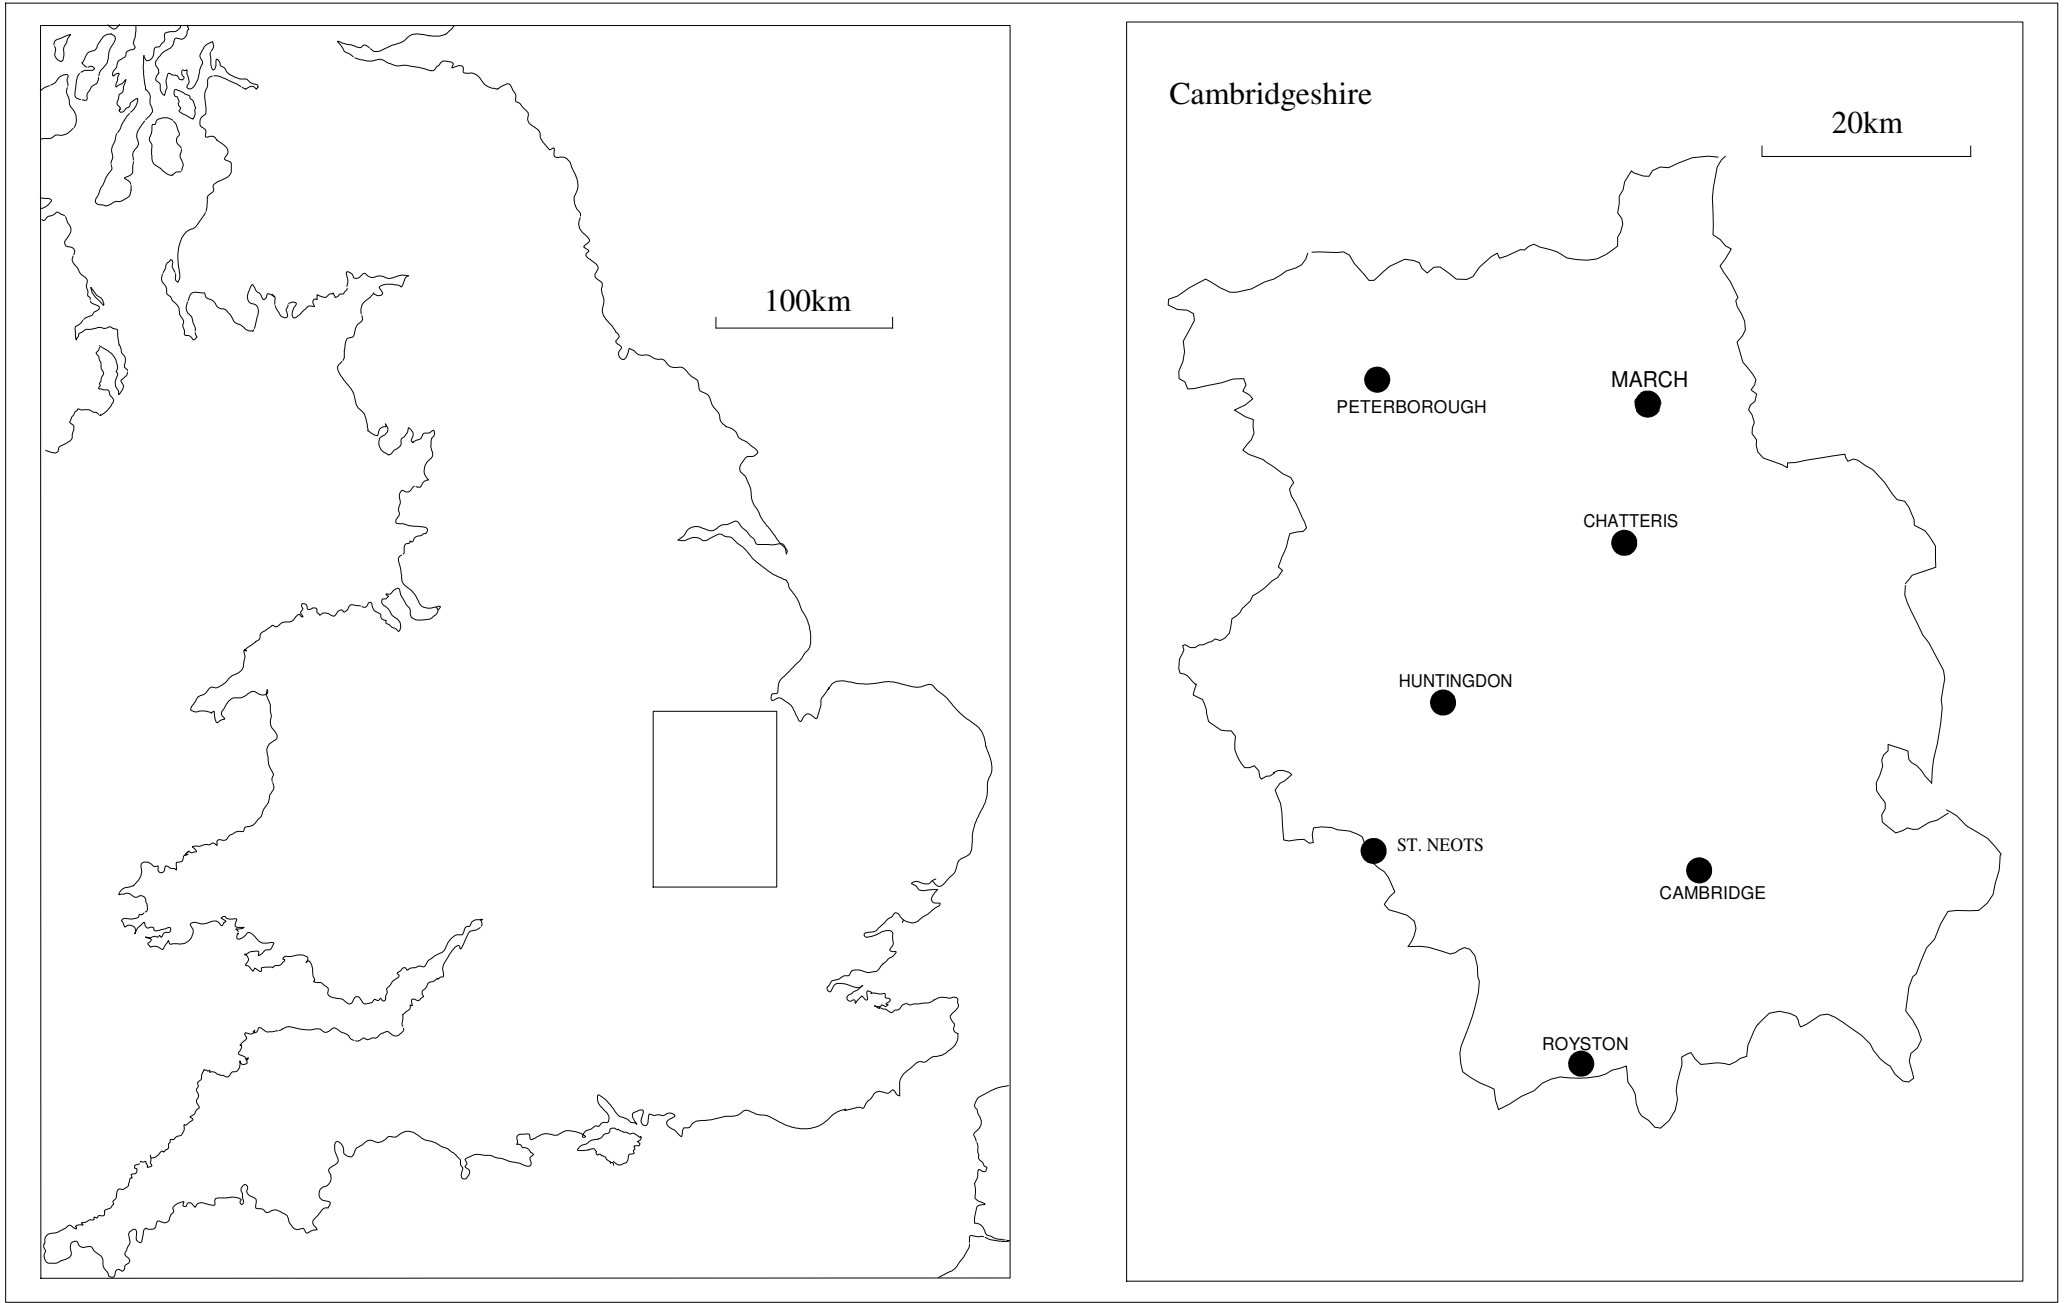 100km
Cambridgeshire
20km
PETERBOROUGH
MARCH
CHATTERIS
HUNTINGDON
ST. NEOTS
CAMBRIDGE
ROYSTON